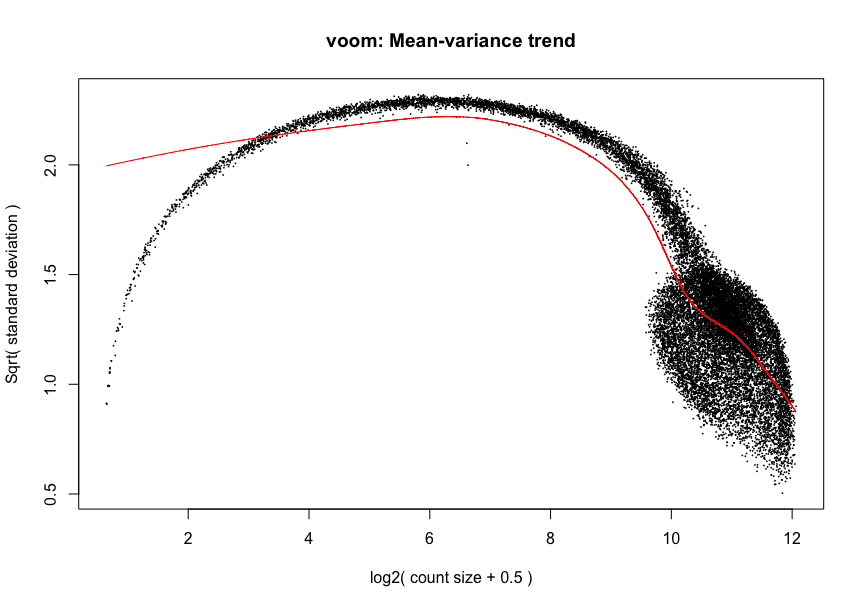 voom: Mean-variance trend
Sqrt( standard deviation )
2.0
1.5
1.0
0.5
2 4 6 8 10 12
log2( count size + 0.5 )